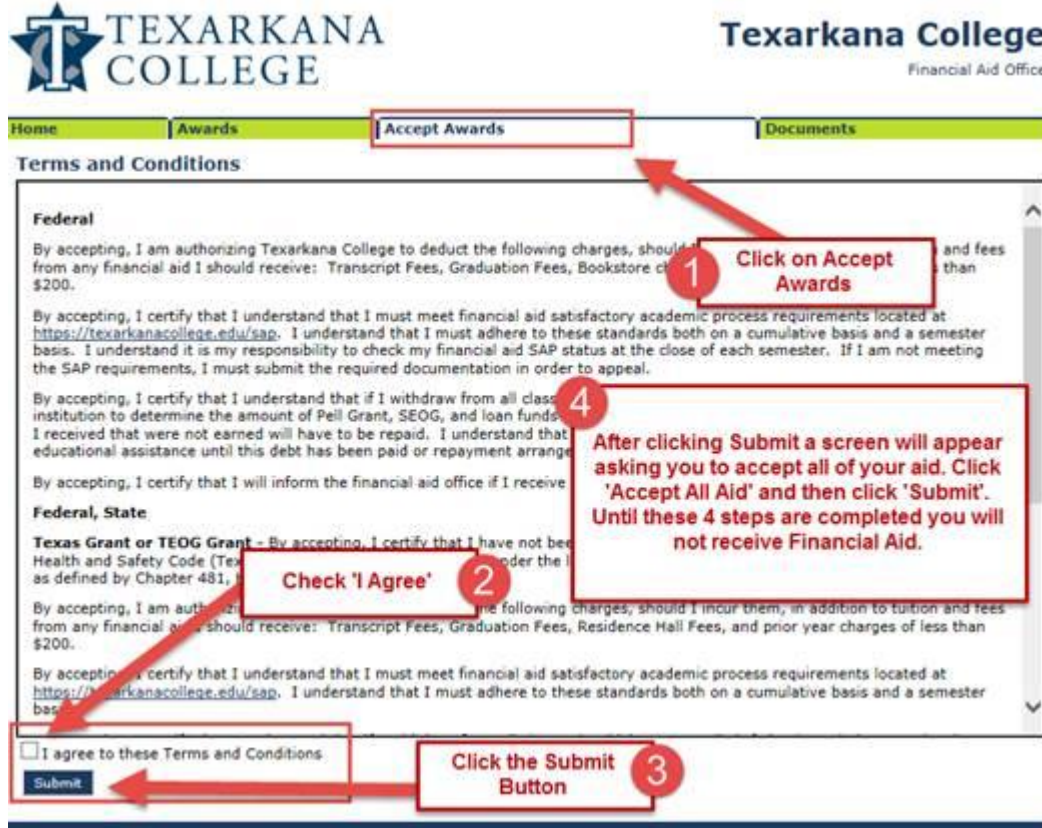 TEXARKANA
COLLEGE
Texarkana College
Financial Aid Office
Home Awards Accept Awards Documents
Terms and Conditions
Federal
By accepting, I am authorizing Texarkana College to deduct the following charges, should and fees
from any financial aid I should receive: Transcript Fees, Graduation Fees, Bookstore than
$200.
1
Click on Accept
Awards
By accepting, I certify that I understand that I must meet financial aid satisfactory academic process requirements located at
https://texarkanacollege.edu/sap. I understand that I must adhere to these standards both on a cumulative basis and a semester
basis. I understand it is my responsibility to check my financial aid SAP status at the close of each semester. If I am not meeting
the SAP requirements, I must submit the required documentation in order to appeal.
By accepting, I certify that I understand that if I withdraw from all
institution to determine the amount of Pell Grant, SEOG, and loan funds
I received that were not earned will have to be repaid. I understand that
educational assistance until this debt has been paid or repayment
By accepting, I certify that I will inform the financial aid office if I receive
4
After clicking Submit a screen will appear
asking you to accept all of your aid. Click
'Accept All Aid' and then click 'Submit'.
Until these 4 steps are completed you will
not receive Financial Aid.
Federal, State
Texas Grant or TEOG Grant - By accepting, I certify that I have not
Health and Safety Code under the
as defined by Chapter 481,
Check 'I Agree'
2
By accepting, I am following charges, should I incur them, in addition to tuition and fees
from any financial should receive: Transcript Fees, Graduation Fees, Residence Hall Fees, and prior year charges of less than
$200.
By accepting, certify that I understand that I must meet financial aid satisfactory academic process requirements located at
I understand that I must adhere to these standards both on a cumulative basis and a semester
I agree to these Terms and Conditions
Submit
Click the Submit
Button
3